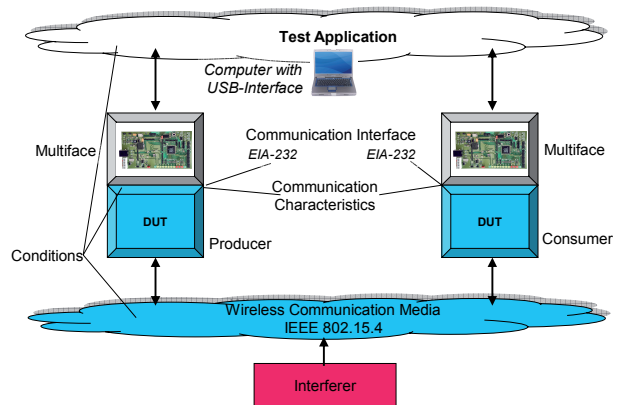 Test Application
Computer with
USB-Interface
Multiface
Communication Interface
EIA-232
EIA-232
Multiface
Communication
Characteristics
DUT
DUT
Producer
Consumer
Conditions
Wireless Communication Media
IEEE 802.15.4
Interferer